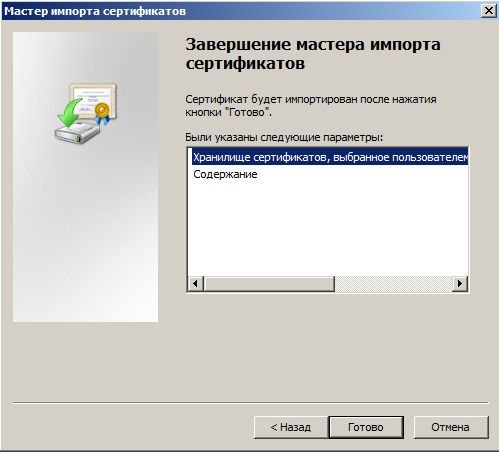 Мастер импорта сертификатов
Завершение мастера импорта
сертификатов
Сертификат будет импортирован после нажатия
кнопки "Готово".
Были указаны следующие параметры:
Хранилище сертификатов, выбранное пользователем
Содержание
< Назад
Готово
Отмена